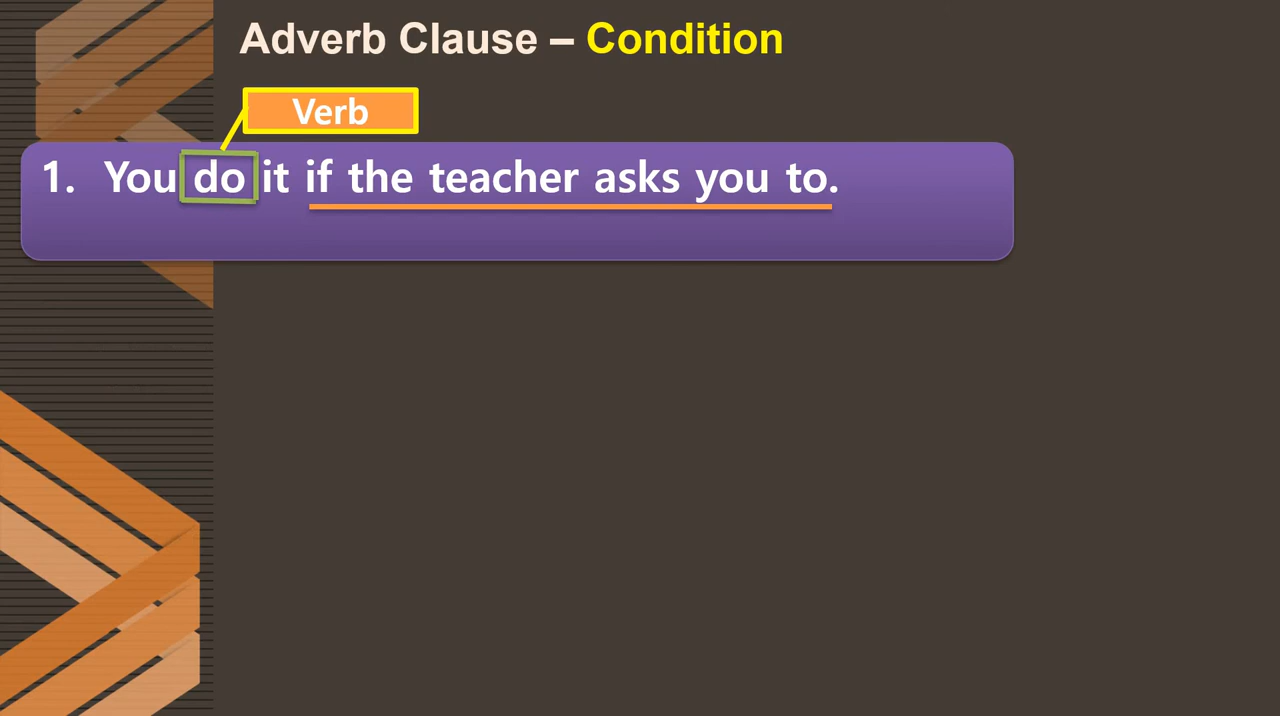 Adverb Clause – Condition
Verb
1. You do it if the teacher asks you to.